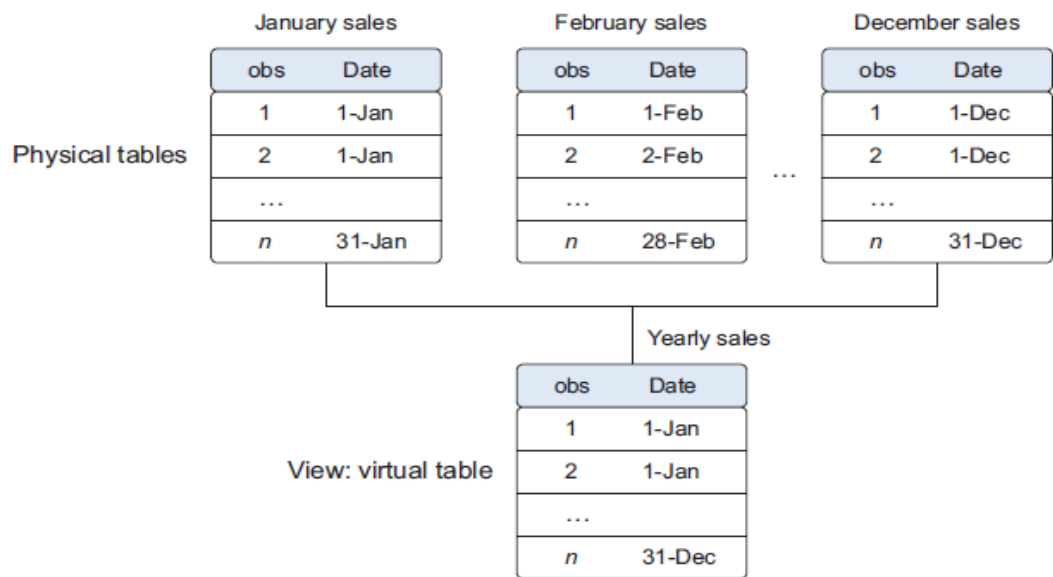 January sales
February sales
December sales
obs Date
obs Date
obs Date
1 1-Jan
1 1-Feb
1 1-Dec
Physical tables
2 1-Jan
2 2-Feb
...
2 1-Dec
...
...
...
n 31-Jan
n 28-Feb
n 31-Dec
Yearly sales
obs Date
1 1-Jan
View: virtual table
2 1-Jan
...
n 31-Dec